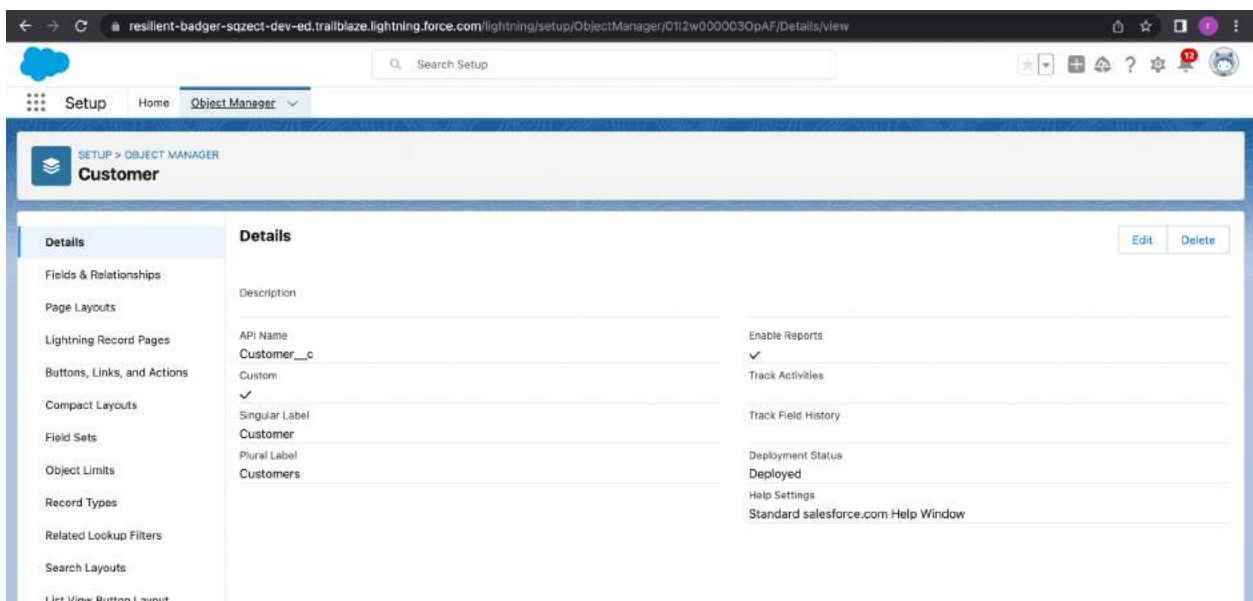 resilient-badger-sqzect-dev-ed.trailblaze.lightning.force.com/lightning/setup/ObjectManager/01I2w000003OpAF/Details/view
Search Setup
12
Setup Home Object Manager
SETUP > OBJECT MANAGER
Customer
Details
Fields & Relationships
Page Layouts
Lightning Record Pages
Buttons, Links, and Actions
Compact Layouts
Field Sets
Object Limits
Record Types
Related Lookup Filters
Search Layouts
List View Button Layout
Details
Edit Delete
Description
API Name
Customer__c
Custom
Singular Label
Customer
Plural Label
Customers
Enable Reports
Track Activities
Track Field History
Deployment Status
Deployed
Help Settings
Standard salesforce.com Help Window